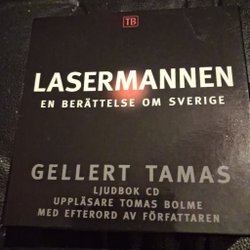 TB
LASERMANNEN
EN BERÄTTELSE OM SVERIGE
GELLERT TAMAS
LJUDBOK CD
UPPLÄSARE TOMAS BOLME
MED EFTERORD AV FÖRFATTAREN